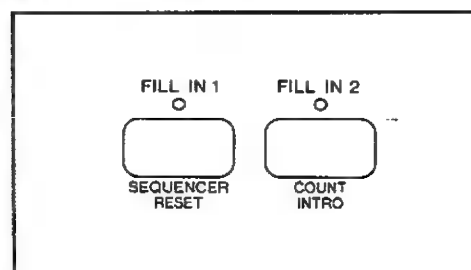 FILL IN 1 FILL IN 2
SEQUENCER COUNT
RESET INTRO